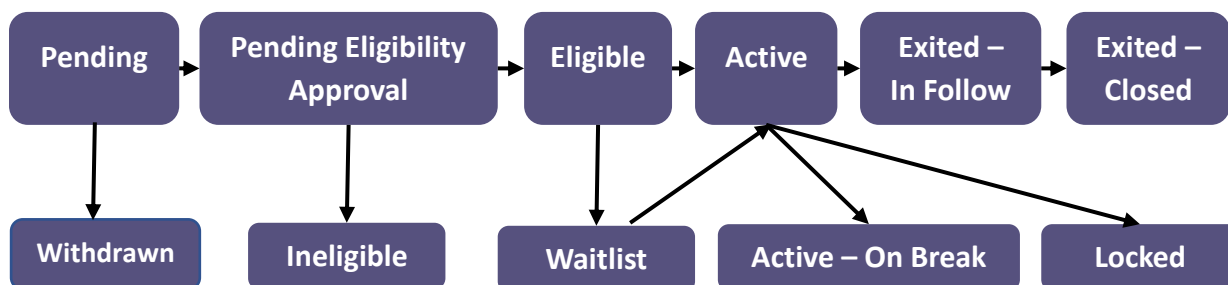 Pending
Pending Eligibility
Approval
Eligible
Active
Exited –
In Follow
Exited –
Closed
Withdrawn
Ineligible
Waitlist
Active – On Break
Locked